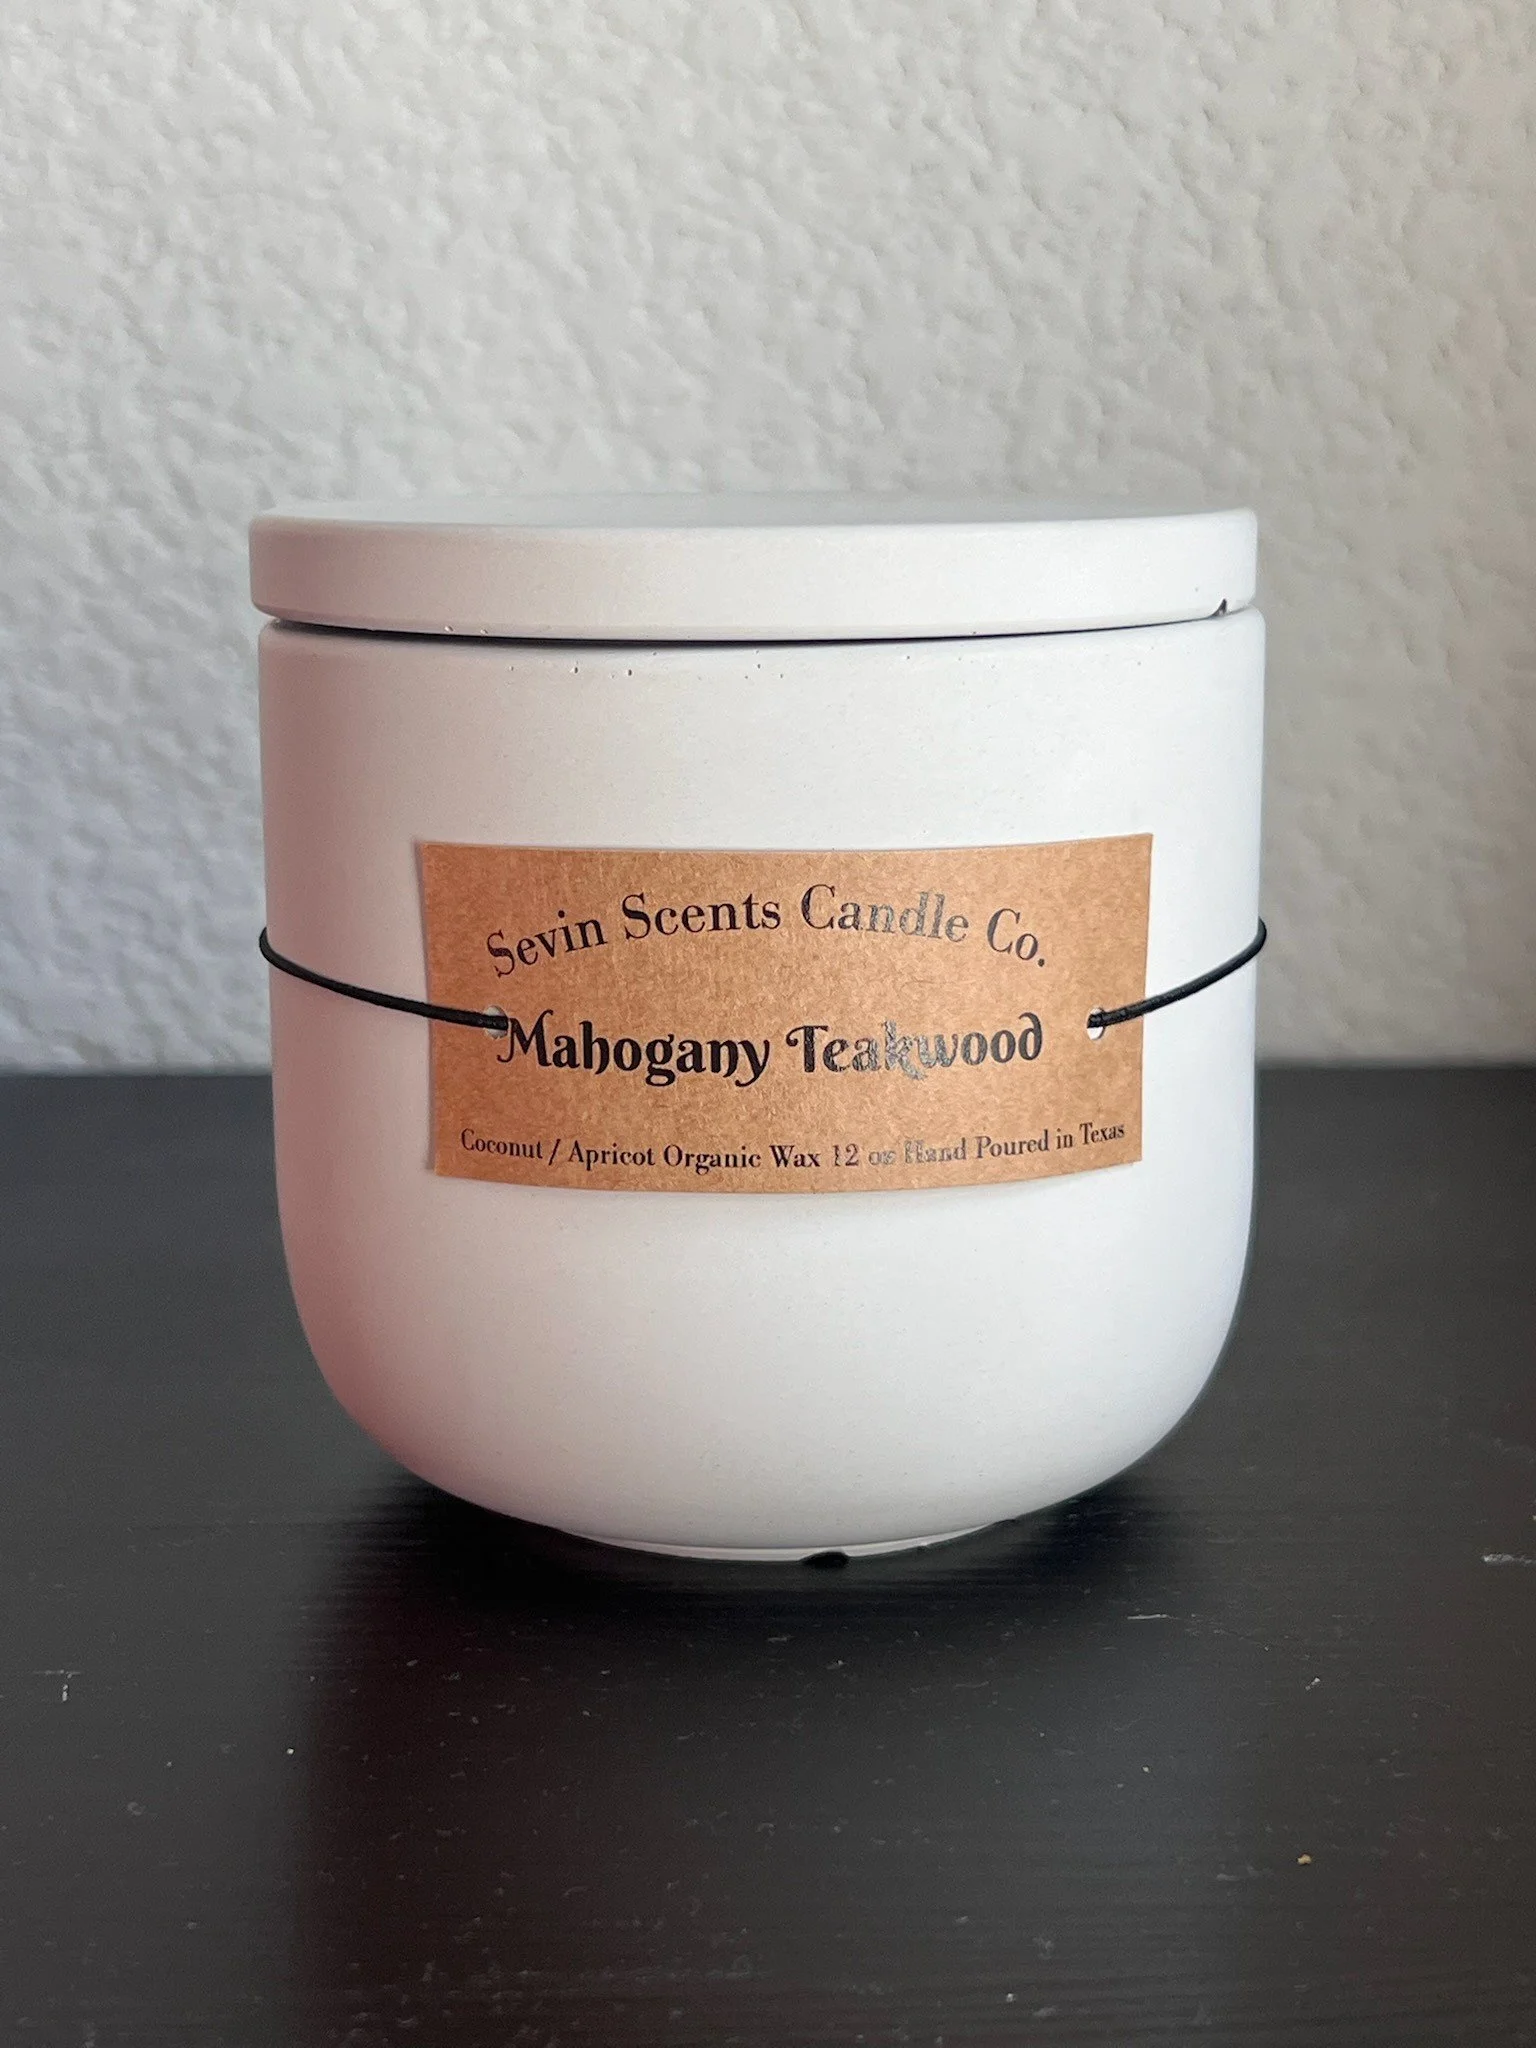 Sevin Scents Candle Co.
Mahogany Teakwood
Coconut / Apricot Organic Wax 12 oz Hand Poured in Texas